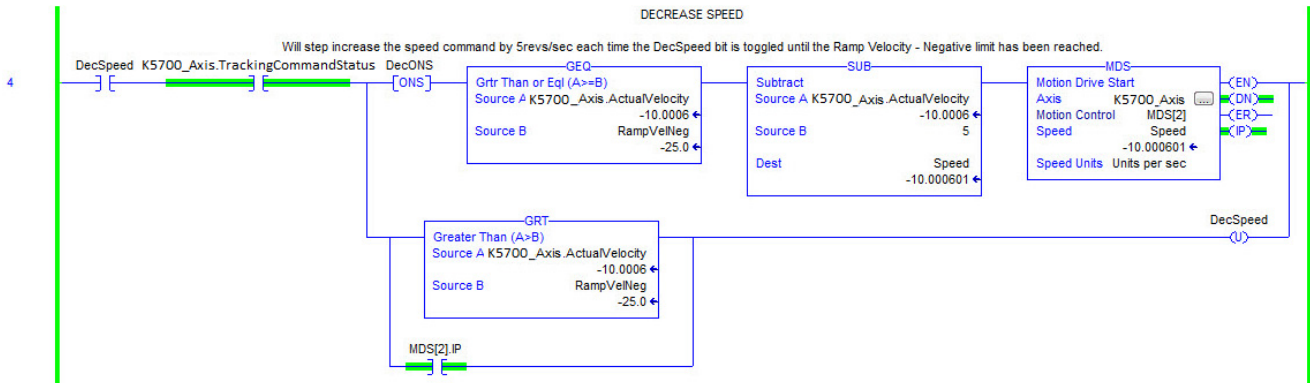 DECREASE SPEED
Will step increase the speed command by 5revs/sec each time the DecSpeed bit is toggled until the Ramp Velocity - Negative limit has been reached.
DecSpeed K5700_Axis.TrackingCommandStatus DecONS
4
ONS
GEQ
Grtr Than or Eql (A>=B)
Source A K5700_Axis.ActualVelocity
-10.0006
Source B RampVelNeg
-25.0
SUB
Subtract
Source A K5700_Axis.ActualVelocity
-10.0006
Source B 5
Dest Speed
-10.000601
MDS
Motion Drive Start
Axis K5700_Axis ...
Motion Control MDS[2]
Speed Speed
-10.000601
Speed Units Units per sec
EN
DN
ER
IP
GRT
Greater Than (A>B)
Source A K5700_Axis.ActualVelocity
-10.0006
Source B RampVelNeg
-25.0
DecSpeed
U
MDS[2].IP